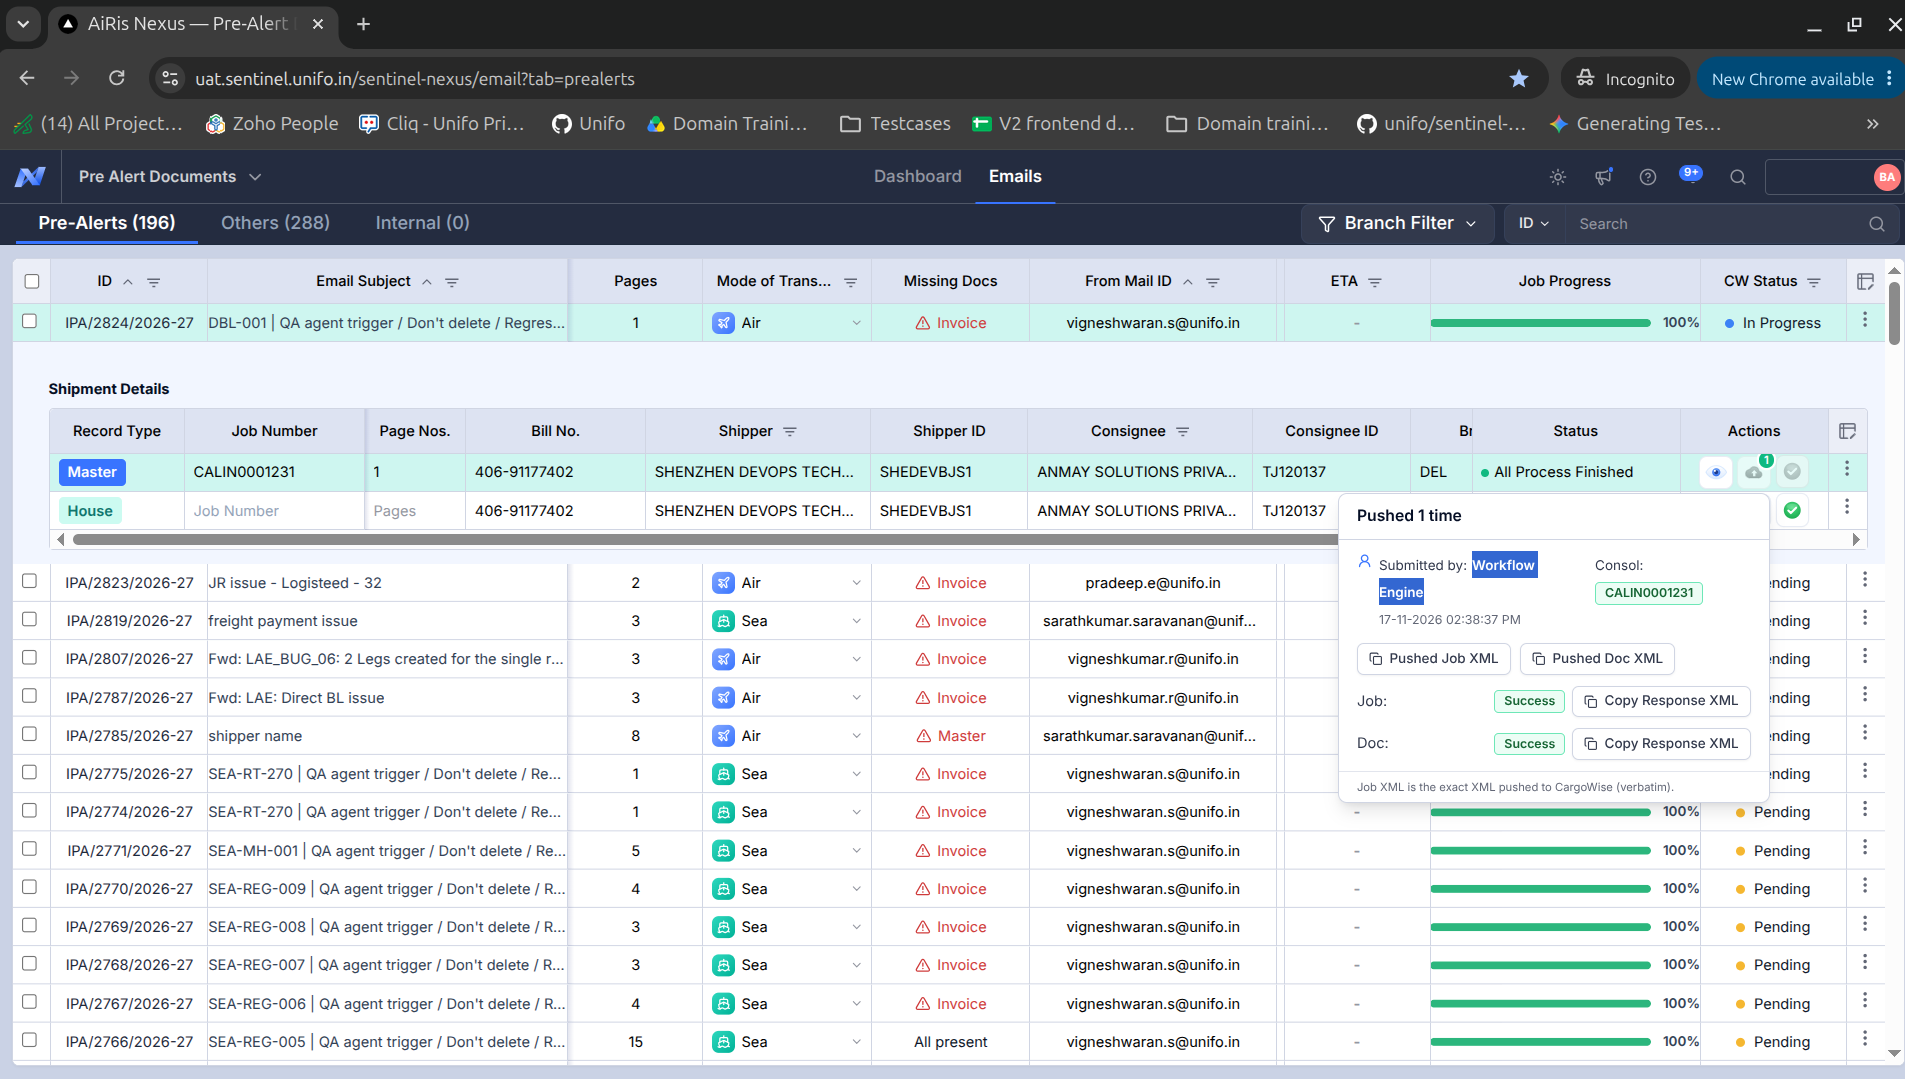 AiRis Nexus — Pre-Alert
uat.sentinel.unifo.in/sentinel-nexus/email?tab=prealerts
Incognito
New Chrome available
(14) All Project...
Zoho People
Cliq - Unifo Pri...
Unifo
Domain Traini...
Testcases
V2 frontend d...
Domain traini...
unifo/sentinel-...
Generating Tes...
»
Pre Alert Documents
Dashboard
Emails
9+
BA
Pre-Alerts (196)
Others (288)
Internal (0)
Branch Filter
ID
Search
ID Email Subject Pages Mode of Trans... Missing Docs From Mail ID ETA Job Progress CW Status
IPA/2824/2026-27 DBL-001 | QA agent trigger / Don't delete / Regres... 1 Air Invoice vigneshwaran.s@unifo.in - 100% In Progress
Shipment Details
Record Type Job Number Page Nos. Bill No. Shipper Shipper ID Consignee Consignee ID Br Status Actions
Master CALIN0001231 1 406-91177402 SHENZHEN DEVOPS TECH... SHEDEVBJS1 ANMAY SOLUTIONS PRIVA... TJ120137 DEL All Process Finished 1
House Job Number Pages 406-91177402 SHENZHEN DEVOPS TECH... SHEDEVBJS1 ANMAY SOLUTIONS PRIVA... TJ120137
Pushed 1 time
Submitted by: Workflow Engine
17-11-2026 02:38:37 PM
Consol:
CALIN0001231
Pushed Job XML
Pushed Doc XML
Job: Success Copy Response XML
Doc: Success Copy Response XML
Job XML is the exact XML pushed to CargoWise (verbatim).
IPA/2823/2026-27 JR issue - Logisteed - 32 2 Air Invoice pradeep.e@unifo.in ending
IPA/2819/2026-27 freight payment issue 3 Sea Invoice sarathkumar.saravanan@unif... ending
IPA/2807/2026-27 Fwd: LAE_BUG_06: 2 Legs created for the single r... 3 Air Invoice vigneshkumar.r@unifo.in ending
IPA/2787/2026-27 Fwd: LAE: Direct BL issue 3 Air Invoice vigneshkumar.r@unifo.in ending
IPA/2785/2026-27 shipper name 8 Air Master sarathkumar.saravanan@unif... ending
IPA/2775/2026-27 SEA-RT-270 | QA agent trigger / Don't delete / Re... 1 Sea Invoice vigneshwaran.s@unifo.in ending
IPA/2774/2026-27 SEA-RT-270 | QA agent trigger / Don't delete / Re... 1 Sea Invoice vigneshwaran.s@unifo.in - 100% Pending
IPA/2771/2026-27 SEA-MH-001 | QA agent trigger / Don't delete / Re... 5 Sea Invoice vigneshwaran.s@unifo.in - 100% Pending
IPA/2770/2026-27 SEA-REG-009 | QA agent trigger / Don't delete / R... 4 Sea Invoice vigneshwaran.s@unifo.in - 100% Pending
IPA/2769/2026-27 SEA-REG-008 | QA agent trigger / Don't delete / R... 3 Sea Invoice vigneshwaran.s@unifo.in - 100% Pending
IPA/2768/2026-27 SEA-REG-007 | QA agent trigger / Don't delete / R... 3 Sea Invoice vigneshwaran.s@unifo.in - 100% Pending
IPA/2767/2026-27 SEA-REG-006 | QA agent trigger / Don't delete / R... 4 Sea Invoice vigneshwaran.s@unifo.in - 100% Pending
IPA/2766/2026-27 SEA-REG-005 | QA agent trigger / Don't delete / R... 15 Sea All present vigneshwaran.s@unifo.in - 100% Pending